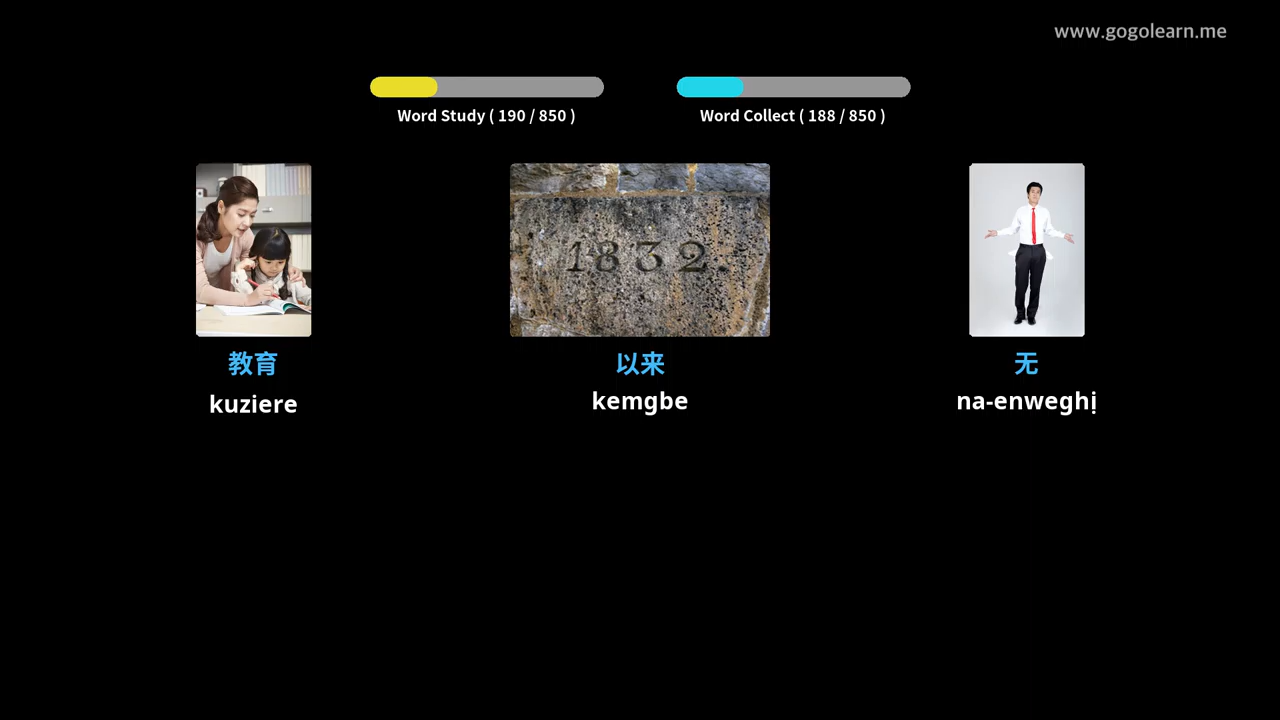 www.gogolearn.me
Word Study ( 190 / 850 )
Word Collect ( 188 / 850 )
1832.
教育
以来
无
kuziere
kemgbe
na-enweghị